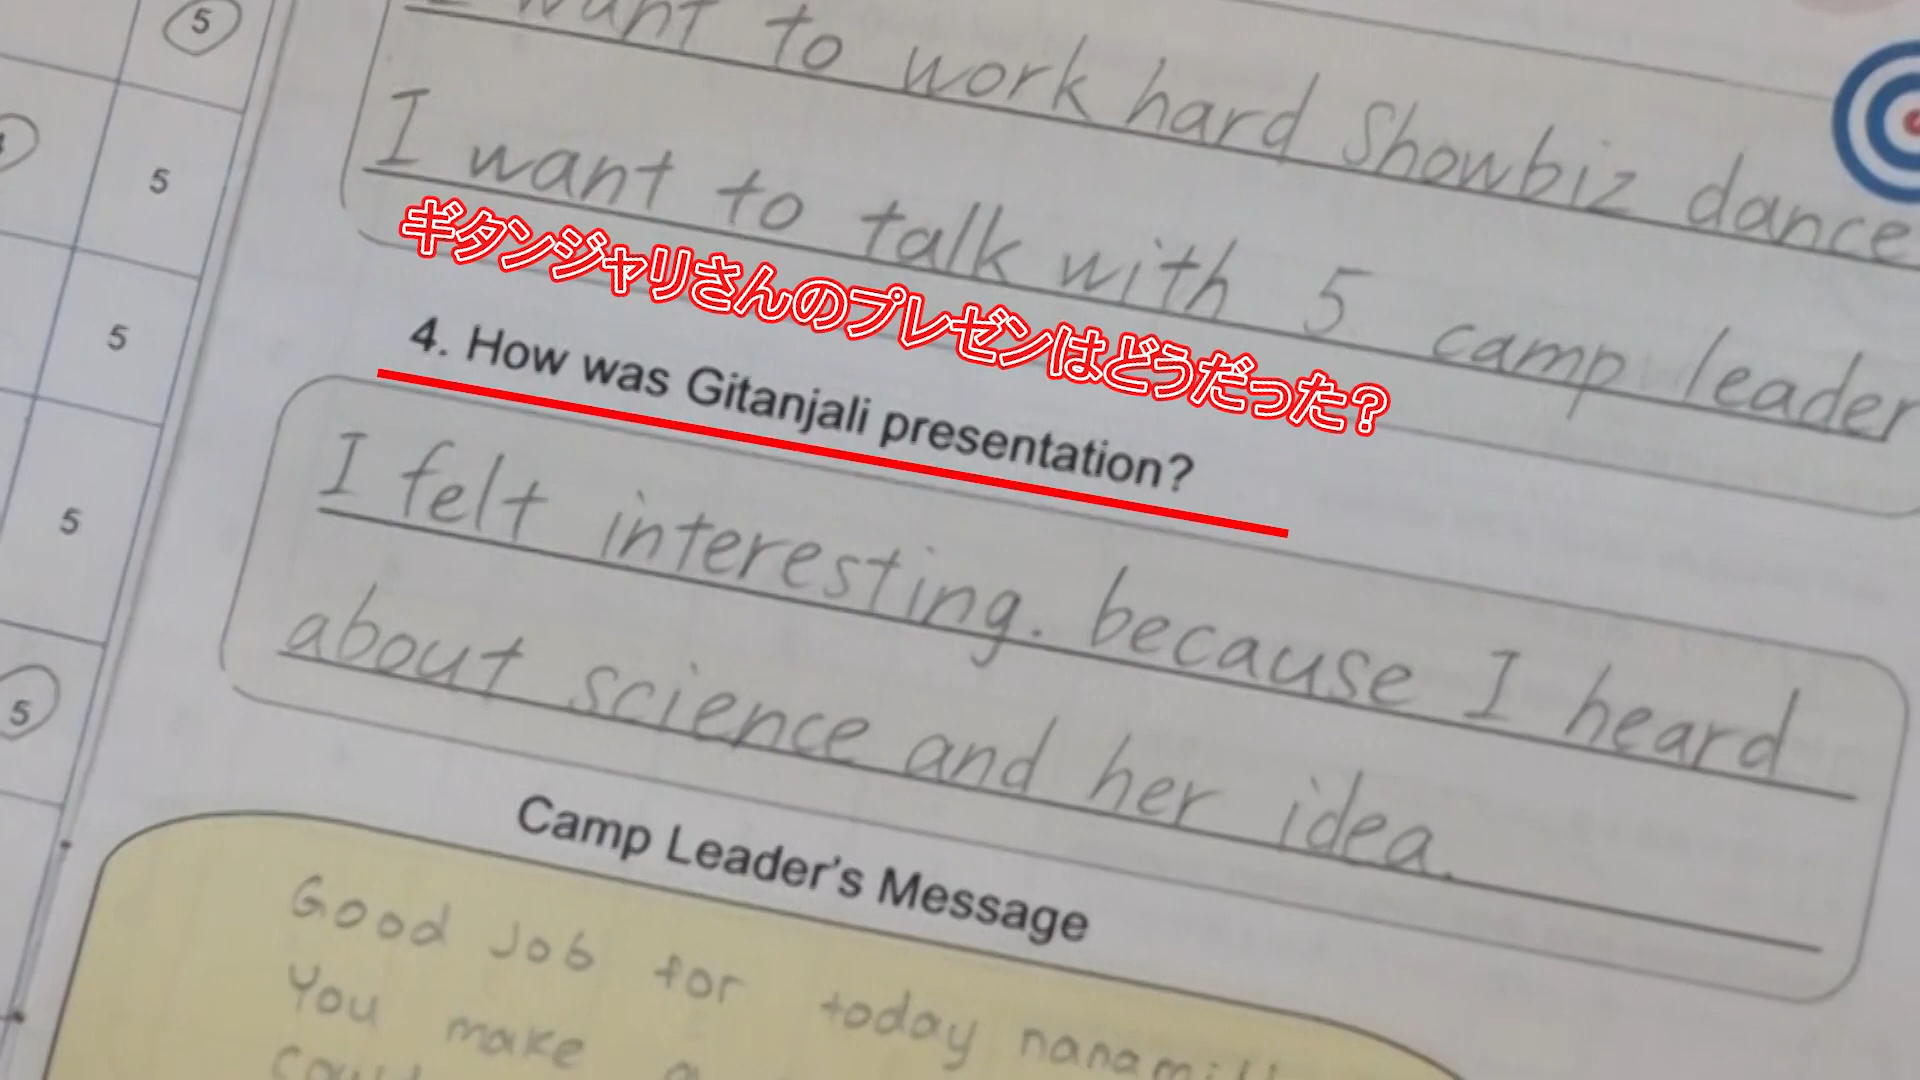 5
want to work hard Showbiz dance
5
I want to talk with 5 camp leader
ギタンジャリさんのプレゼンはどうだった？
5
4. How was Gitanjali presentation?
5
I felt interesting. because I heard
about science and her idea.
5
Camp Leader's Message
Good Job for today
You make